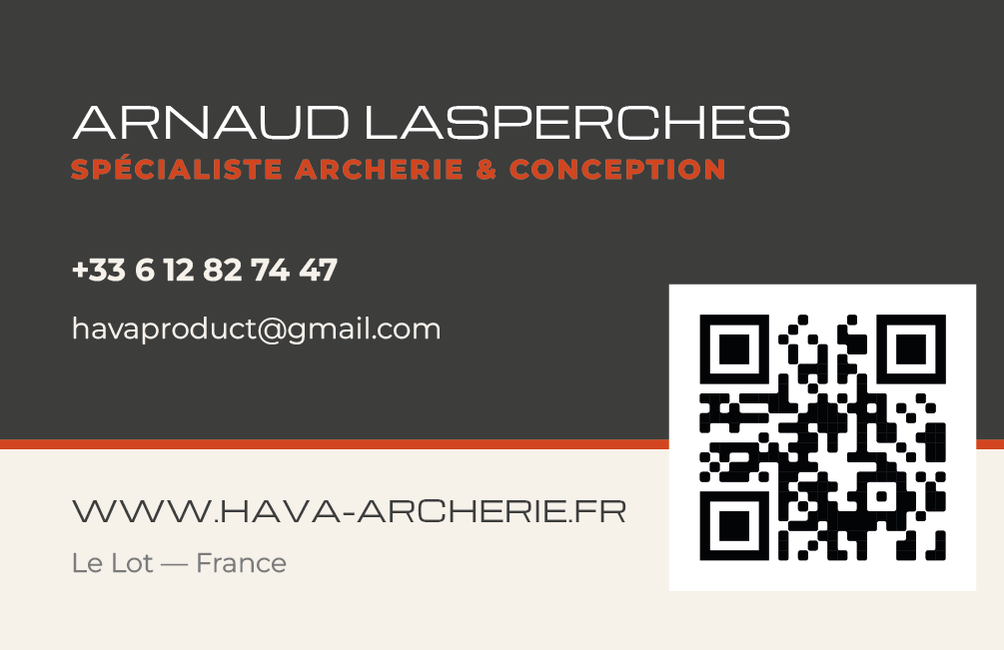 ARNAUD LASPERCHES
SPÉCIALISTE ARCHERIE & CONCEPTION
+33 6 12 82 74 47
havaproduct@gmail.com
WWW.HAVA-ARCHERIE.FR
Le Lot — France